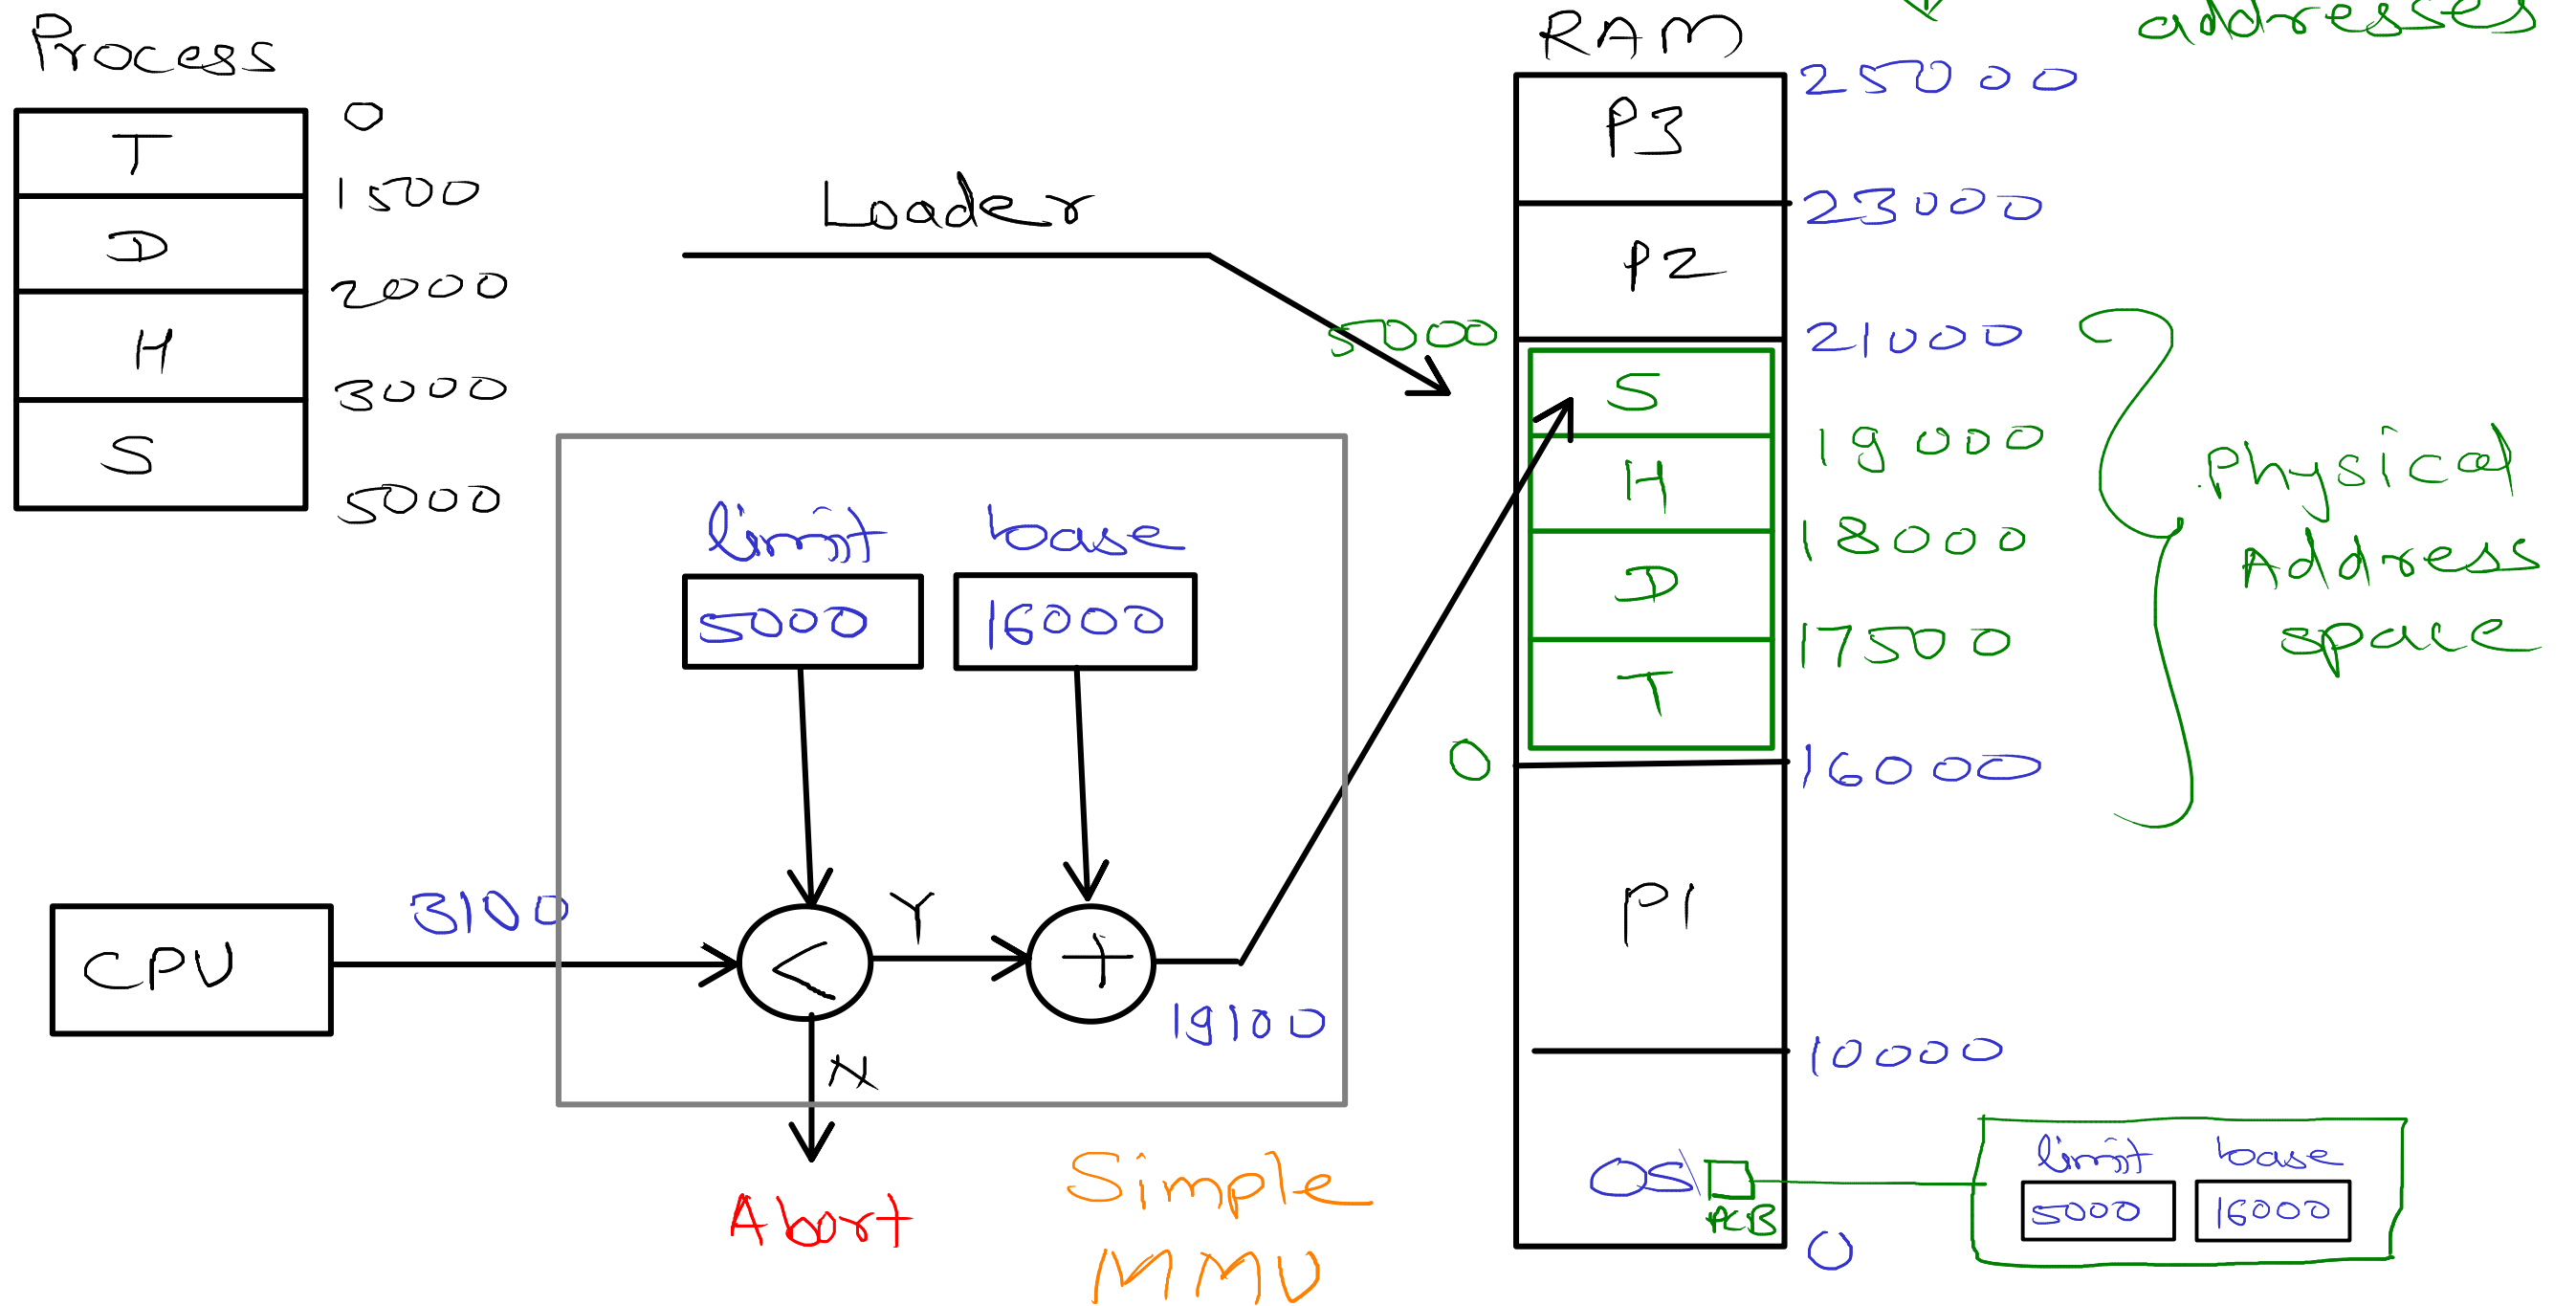 addresses
Process
T
0
1500
D
2000
H
3000
S
5000
Loader
RAM
25000
P3
23000
P2
21000
5000
S
19000
H
18000
D
17500
T
0
16000
Physical
Address
space
limit base
5000 16000
CPU
3100
<
Y
+
19100
N
Abort
Simple
MMU
P1
10000
OS
PCB
0
limit base
5000 16000